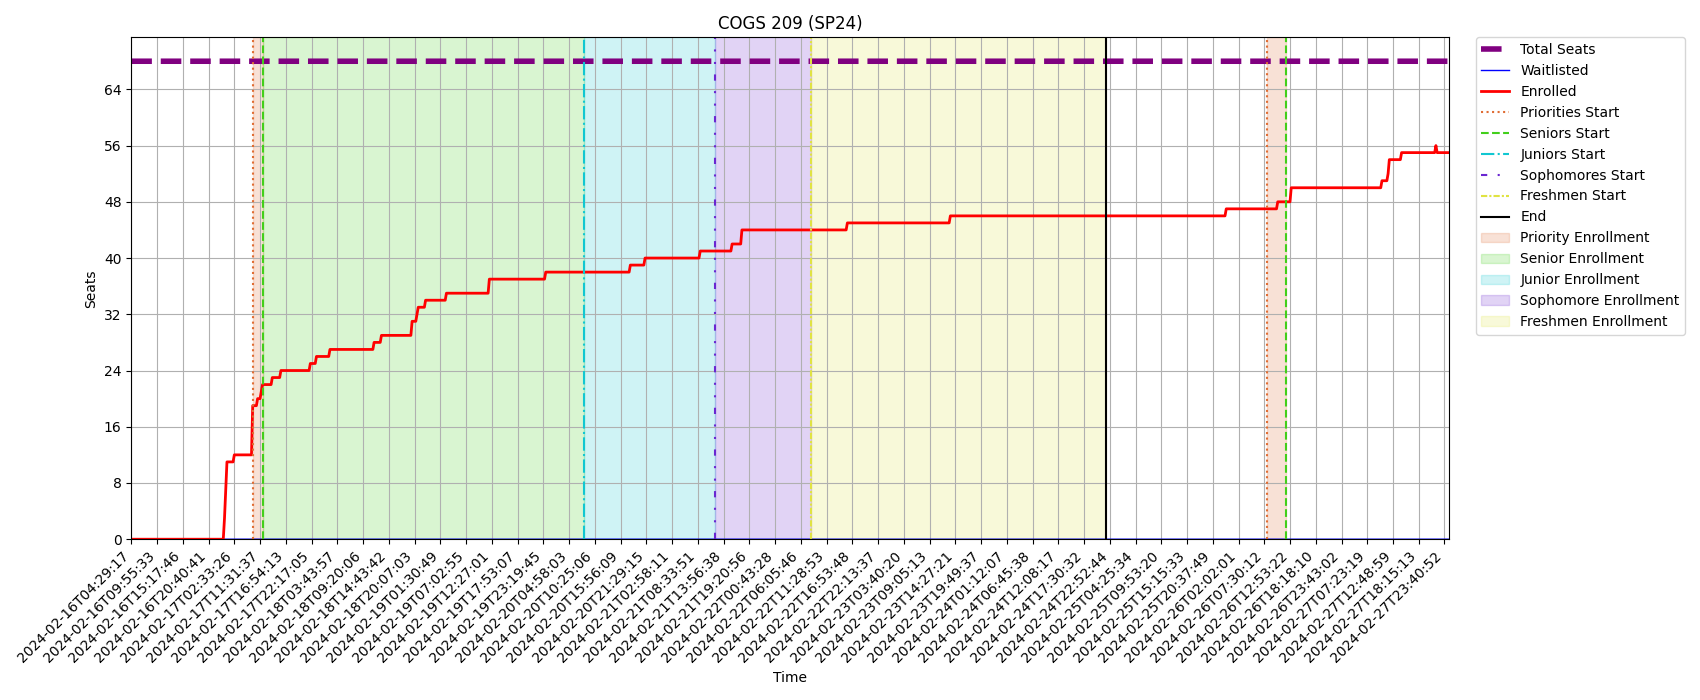 COGS 209 (SP24)
Seats
64
56
48
40
32
24
16
8
0
2024-02-16T04:29:17
2024-02-16T09:55:33
2024-02-16T15:17:46
2024-02-16T20:40:41
2024-02-17T02:33:26
2024-02-17T11:31:37
2024-02-17T16:54:13
2024-02-17T22:17:05
2024-02-18T03:43:57
2024-02-18T09:20:06
2024-02-18T14:43:42
2024-02-18T20:07:03
2024-02-19T01:30:49
2024-02-19T07:02:55
2024-02-19T12:27:01
2024-02-19T17:53:07
2024-02-19T23:19:45
2024-02-20T04:58:03
2024-02-20T10:25:06
2024-02-20T15:56:09
2024-02-20T21:29:15
2024-02-21T02:58:11
2024-02-21T08:33:51
2024-02-21T13:56:38
2024-02-21T19:20:56
2024-02-22T00:43:28
2024-02-22T06:05:46
2024-02-22T11:28:53
2024-02-22T16:53:48
2024-02-22T22:13:37
2024-02-23T03:40:20
2024-02-23T09:05:13
2024-02-23T14:27:21
2024-02-23T19:49:37
2024-02-24T01:12:07
2024-02-24T06:45:38
2024-02-24T12:08:17
2024-02-24T17:30:32
2024-02-24T22:52:44
2024-02-25T04:25:34
2024-02-25T09:53:20
2024-02-25T15:15:33
2024-02-25T20:37:49
2024-02-26T02:02:01
2024-02-26T07:30:12
2024-02-26T12:53:22
2024-02-26T18:18:10
2024-02-26T23:43:02
2024-02-27T07:23:19
2024-02-27T12:48:59
2024-02-27T18:15:13
2024-02-27T23:40:52
Time
Total Seats
Waitlisted
Enrolled
Priorities Start
Seniors Start
Juniors Start
Sophomores Start
Freshmen Start
End
Priority Enrollment
Senior Enrollment
Junior Enrollment
Sophomore Enrollment
Freshmen Enrollment